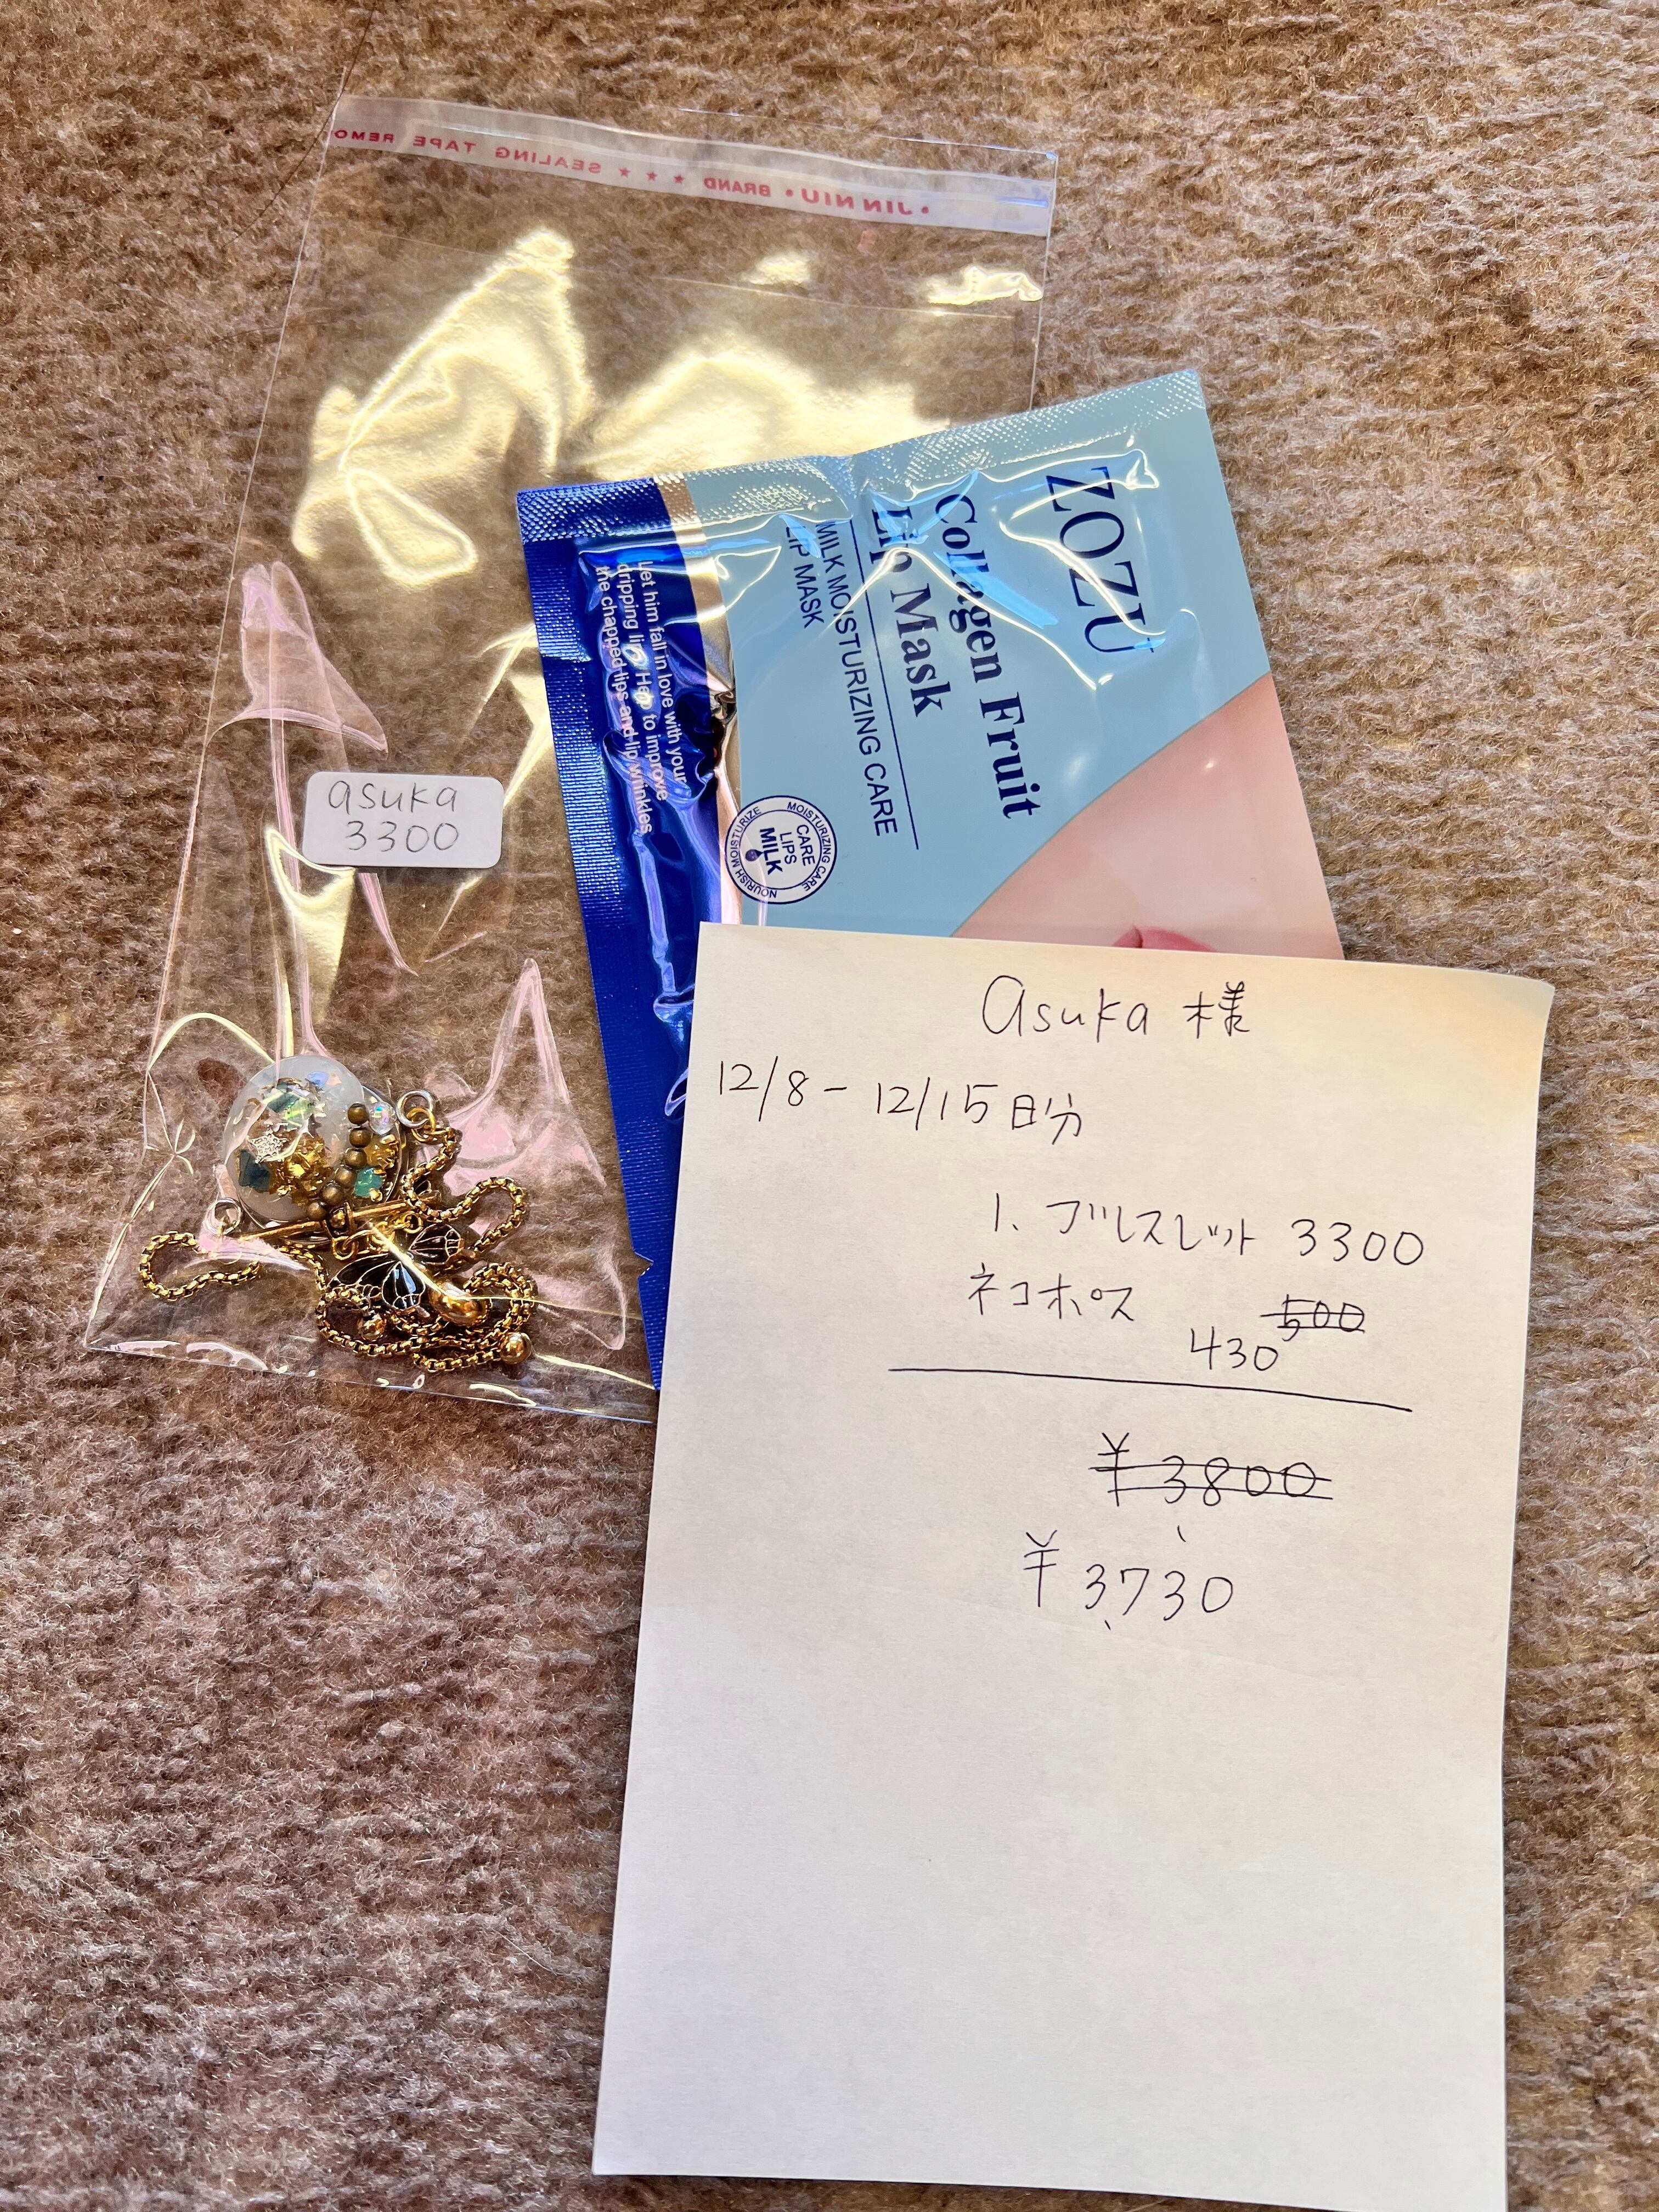 • JIN NIU • BRAND ★ ★ ★ SEALING TAPE REMO
asuka
3300
ZOZU
Collagen Fruit
Lip Mask
MILK MOISTURIZING CARE
LIP MASK
Let him fall in love with your
dripping lips Help to improve
the chapped lips and lip wrinkles
MOISTURIZING CARE
NOURISH MOISTURIZE
CARE
LIPS
MILK
asuka 様
12/8 - 12/15日分
1. ブレスレット 3300
ネコポス 500
430
¥3800
¥3,730